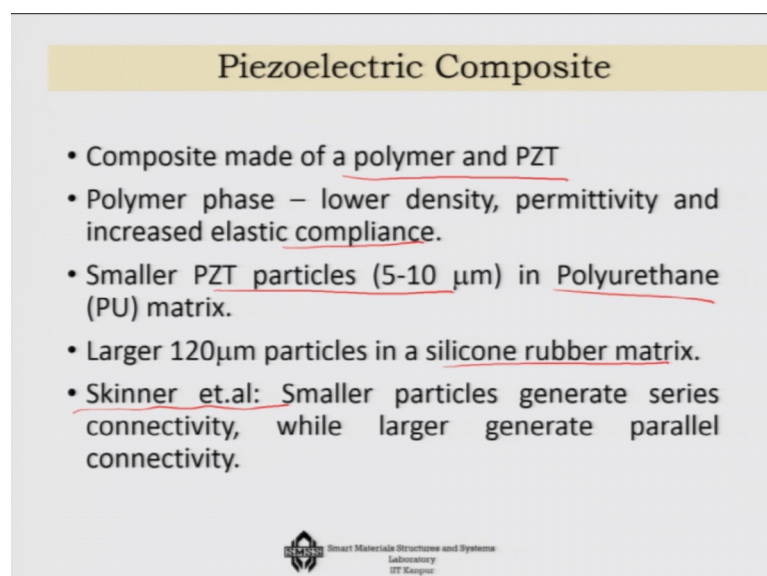 Piezoelectric Composite
• Composite made of a polymer and PZT
• Polymer phase – lower density, permittivity and
increased elastic compliance.
• Smaller PZT particles (5-10 μm) in Polyurethane
(PU) matrix.
• Larger 120μm particles in a silicone rubber matrix.
• Skinner et.al: Smaller particles generate series
connectivity, while larger generate parallel
connectivity.
SMSS
Smart Materials Structures and Systems
Laboratory
IIT Kanpur